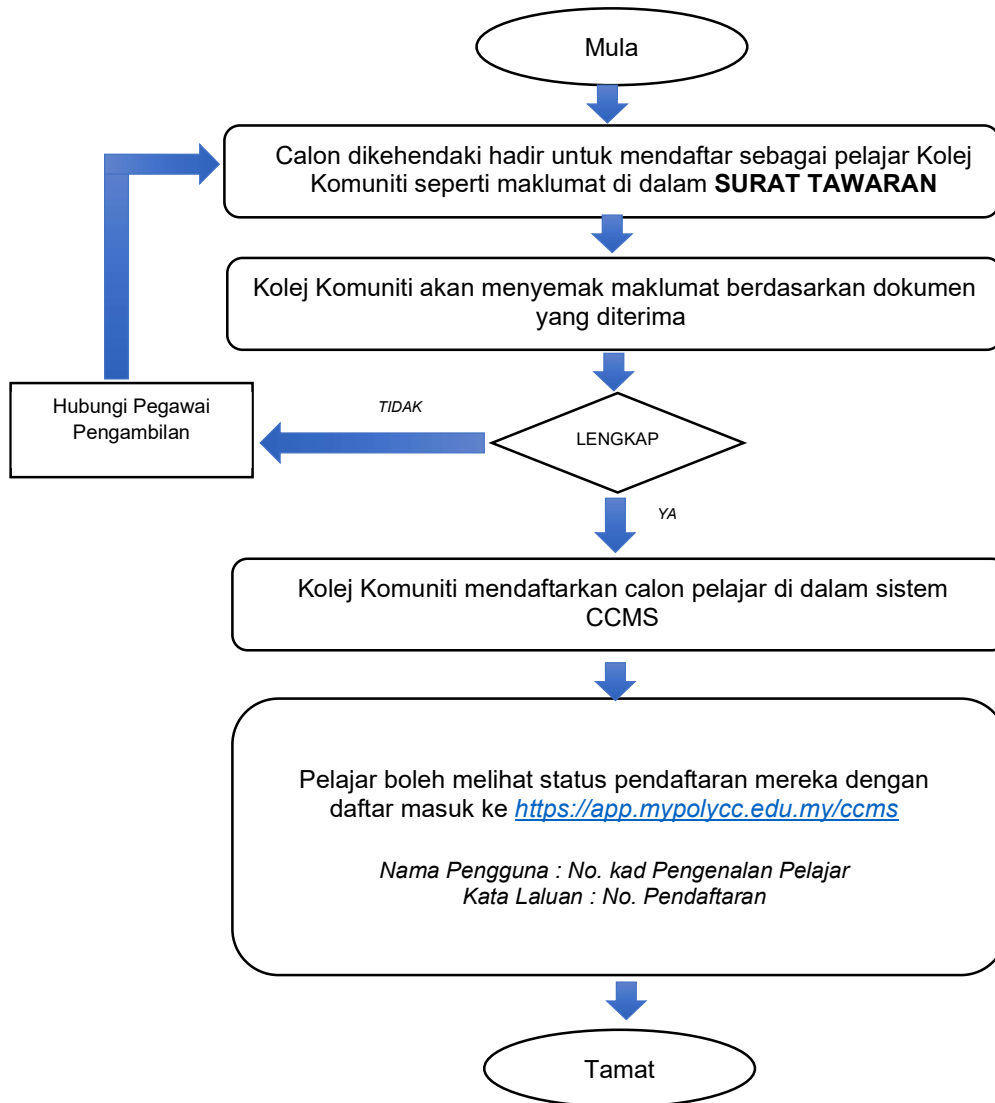 Mula
Calon dikehendaki hadir untuk mendaftar sebagai pelajar Kolej
Komuniti seperti maklumat di dalam SURAT TAWARAN
Kolej Komuniti akan menyemak maklumat berdasarkan dokumen
yang diterima
Hubungi Pegawai
Pengambilan
TIDAK
LENGKAP
YA
Kolej Komuniti mendaftarkan calon pelajar di dalam sistem
CCMS
Pelajar boleh melihat status pendaftaran mereka dengan
daftar masuk ke https://app.mypolycc.edu.my/ccms
Nama Pengguna : No. kad Pengenalan Pelajar
Kata Laluan : No. Pendaftaran
Tamat